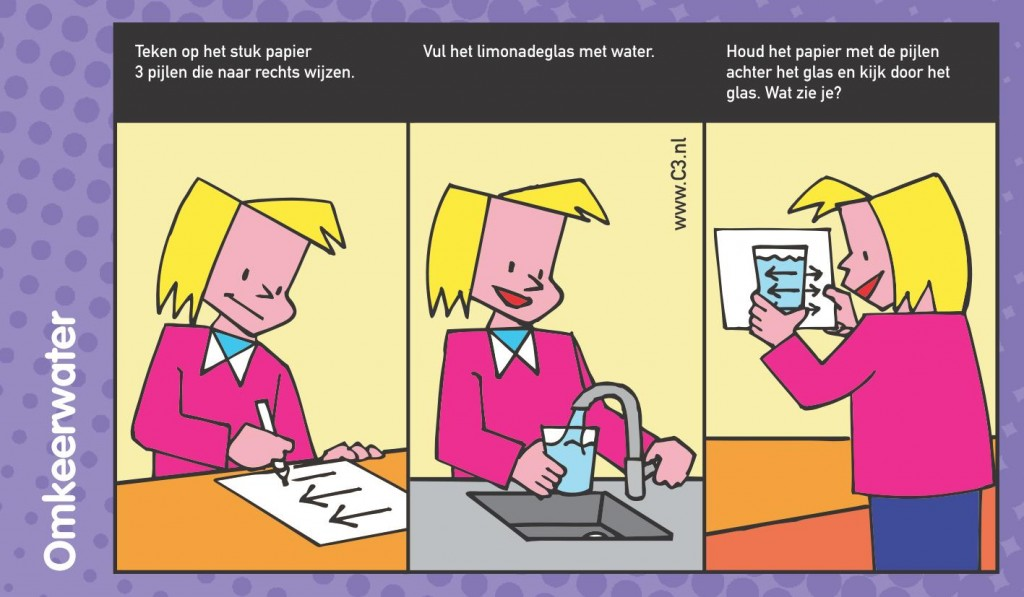 Omkeerwater
Teken op het stuk papier
3 pijlen die naar rechts wijzen.
Vul het limonadeglas met water.
Houd het papier met de pijlen
achter het glas en kijk door het
glas. Wat zie je?
www.C3.nl